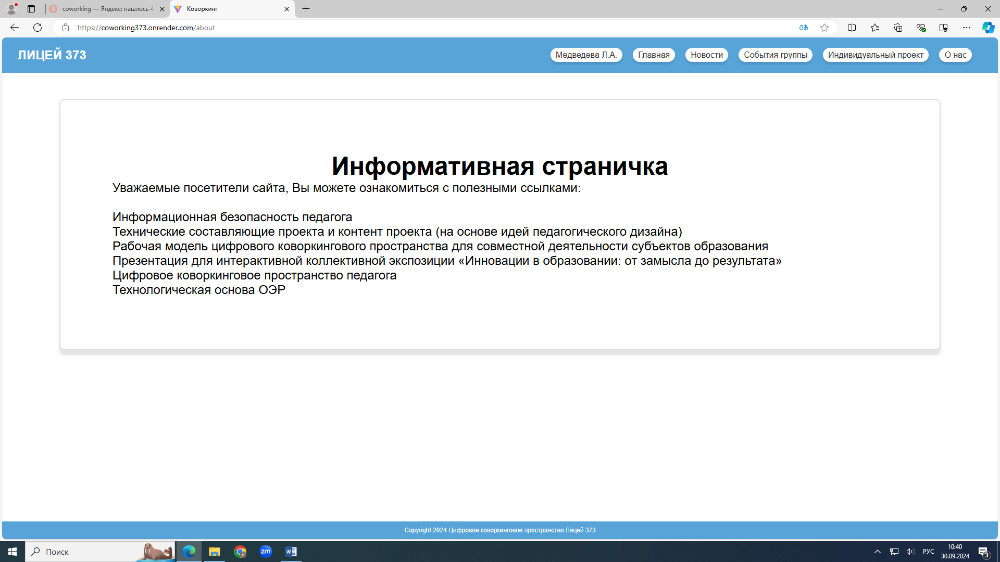 coworking — Яндекс: нашлось 4
Коворкинг
https://coworking373.onrender.com/about
ЛИЦЕЙ 373
Медведева Л.А.
Главная
Новости
События группы
Индивидуальный проект
О нас
Информативная страничка
Уважаемые посетители сайта, Вы можете ознакомиться с полезными ссылками:
Информационная безопасность педагога
Технические составляющие проекта и контент проекта (на основе идей педагогического дизайна)
Рабочая модель цифрового коворкингового пространства для совместной деятельности субъектов образования
Презентация для интерактивной коллективной экспозиции «Инновации в образовании: от замысла до результата»
Цифровое коворкинговое пространство педагога
Технологическая основа ОЭР
Copyright 2024 Цифровое коворкинговое пространство Лицей 373
Поиск
zm
W
РУС
10:40
30.09.2024
3